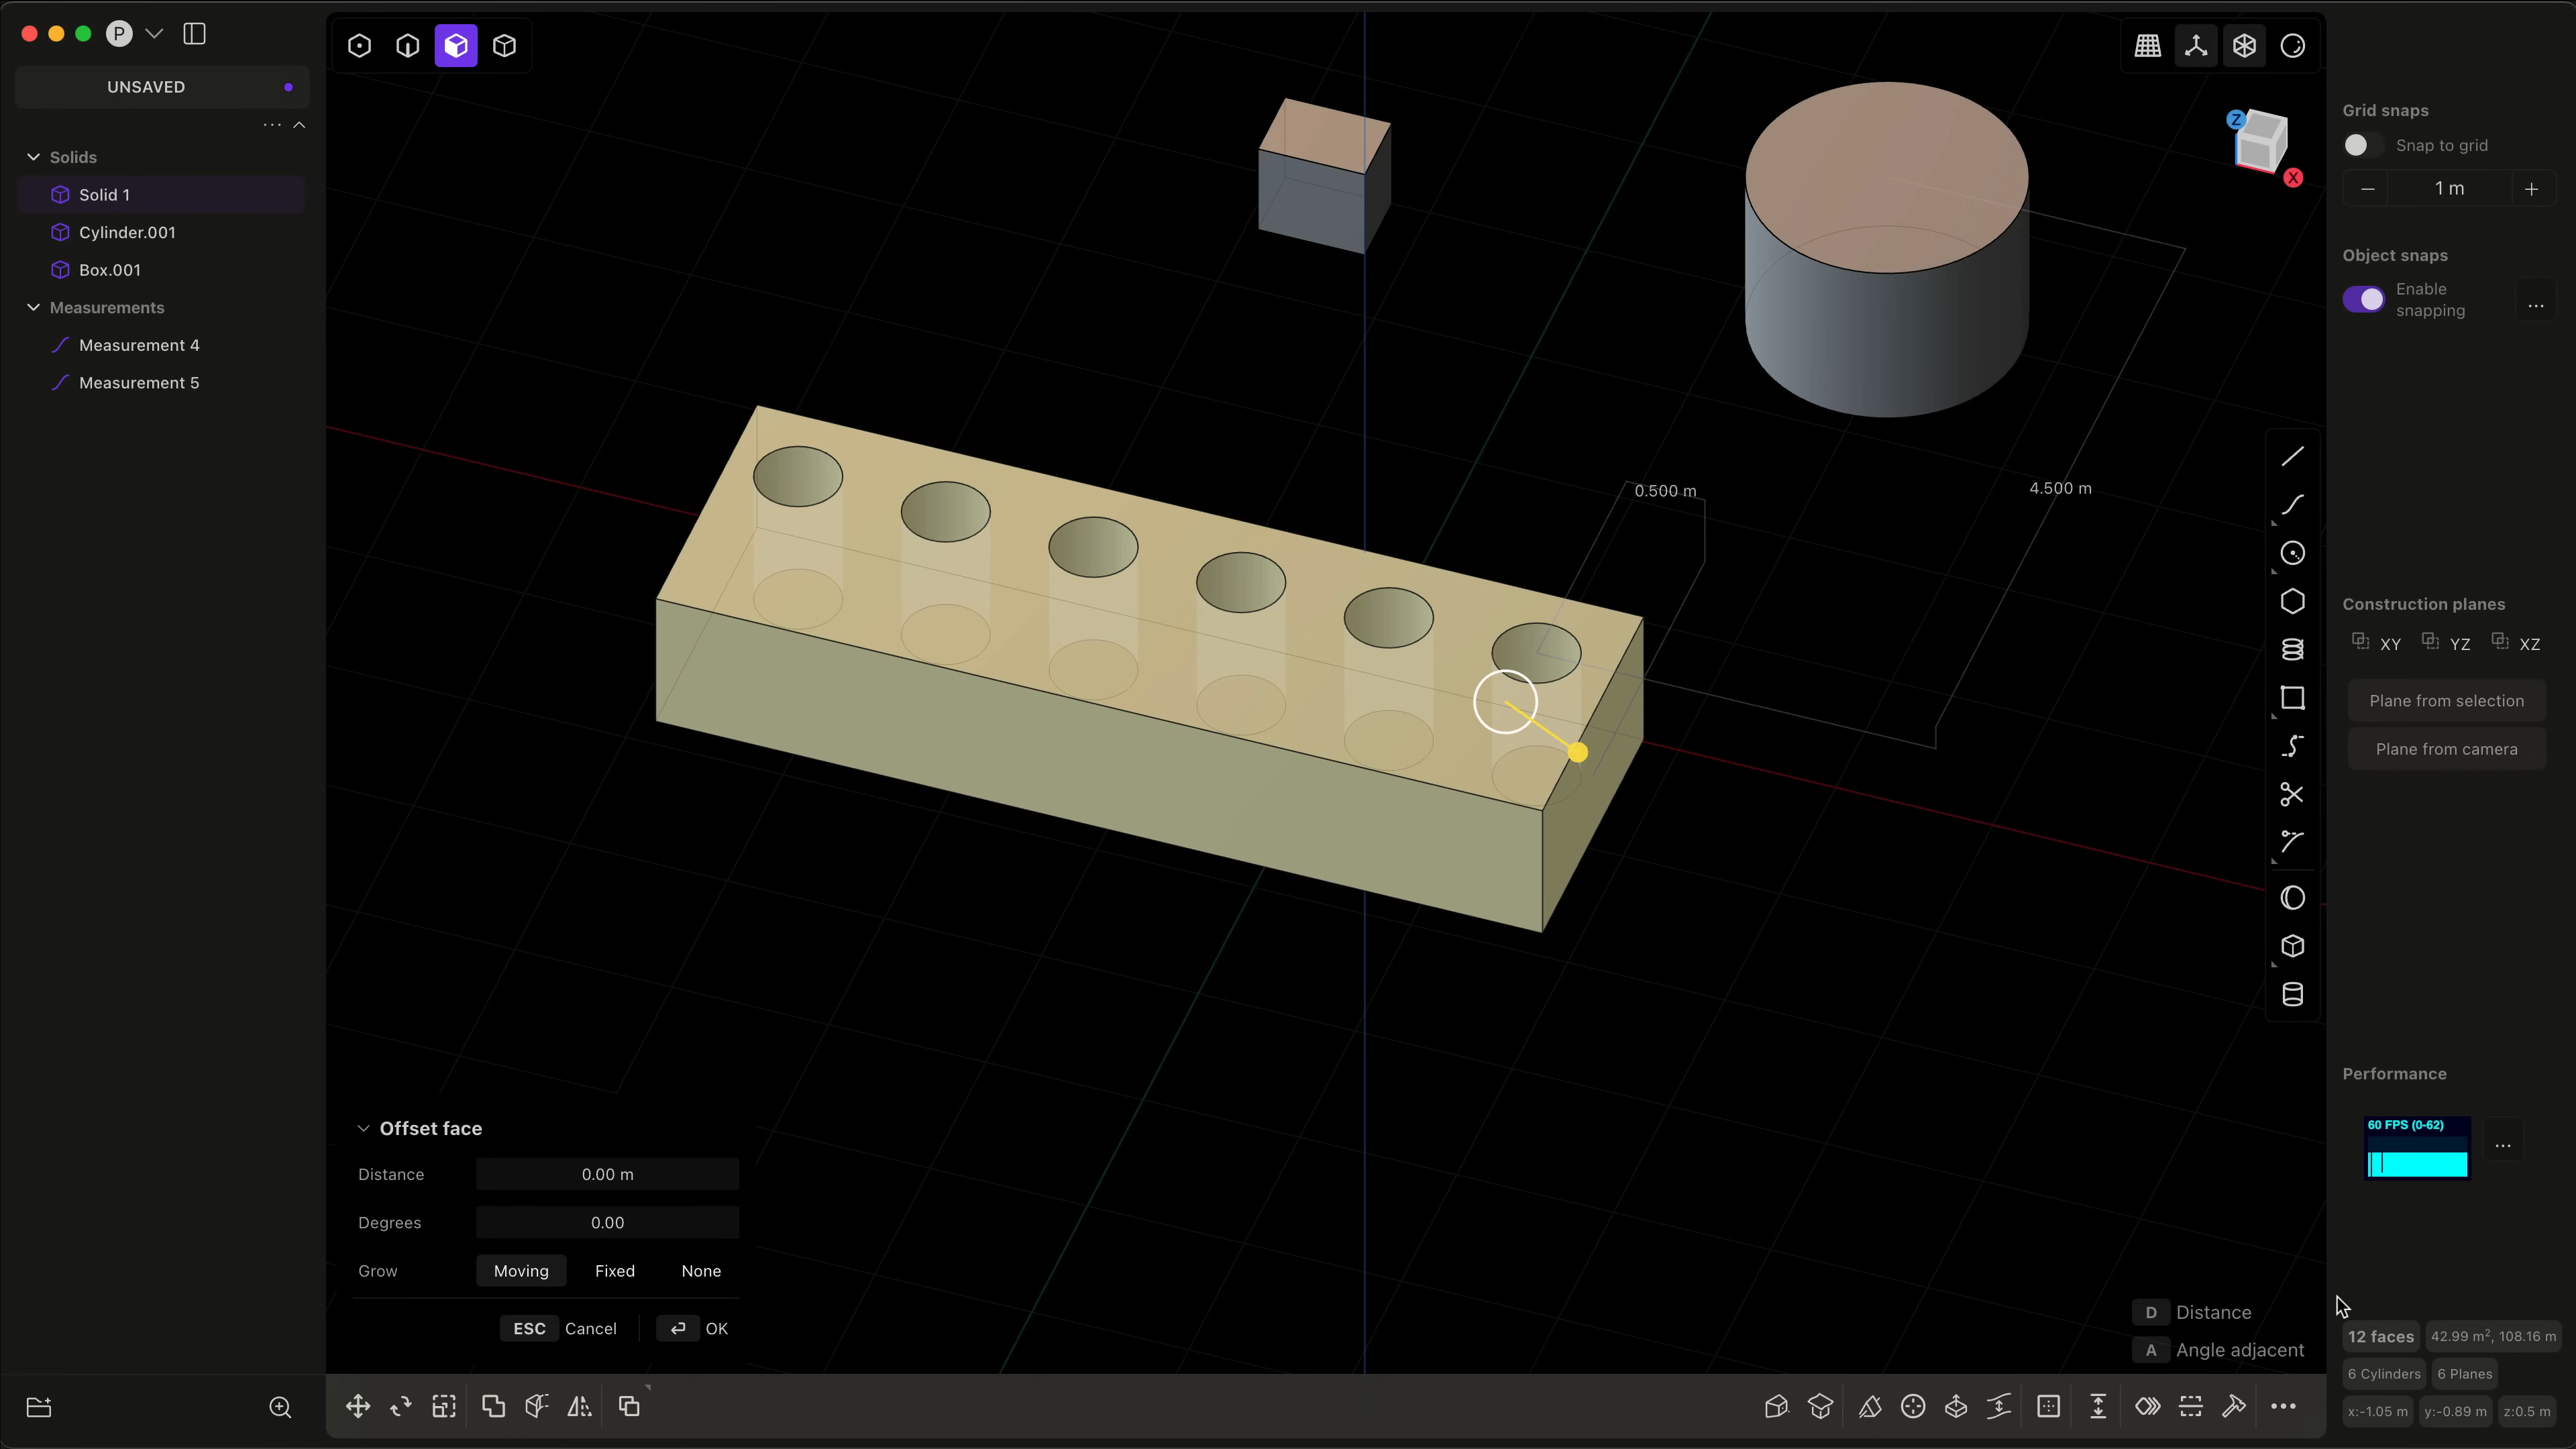 P
UNSAVED
Solids
Solid 1
Cylinder.001
Box.001
Measurements
Measurement 4
Measurement 5
Z
X
0.500 m
4.500 m
Offset face
Distance 0.00 m
Degrees 0.00
Grow Moving Fixed None
ESC Cancel OK
D Distance
A Angle adjacent
Grid snaps
Snap to grid
1 m
Object snaps
Enable
snapping
Construction planes
XY YZ XZ
Plane from selection
Plane from camera
Performance
60 FPS (0-62)
12 faces 42.99 m², 108.16 m
6 Cylinders 6 Planes
x:-1.05 m y:-0.89 m z:0.5 m